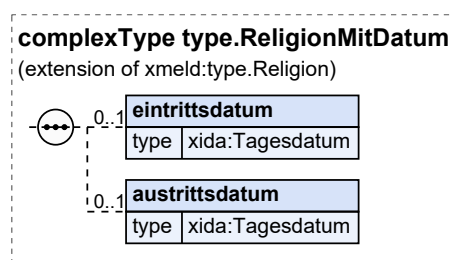 complexType type.ReligionMitDatum
(extension of xmeld:type.Religion)
0..1 eintrittsdatum
type xida:Tagesdatum
0..1 austrittsdatum
type xida:Tagesdatum